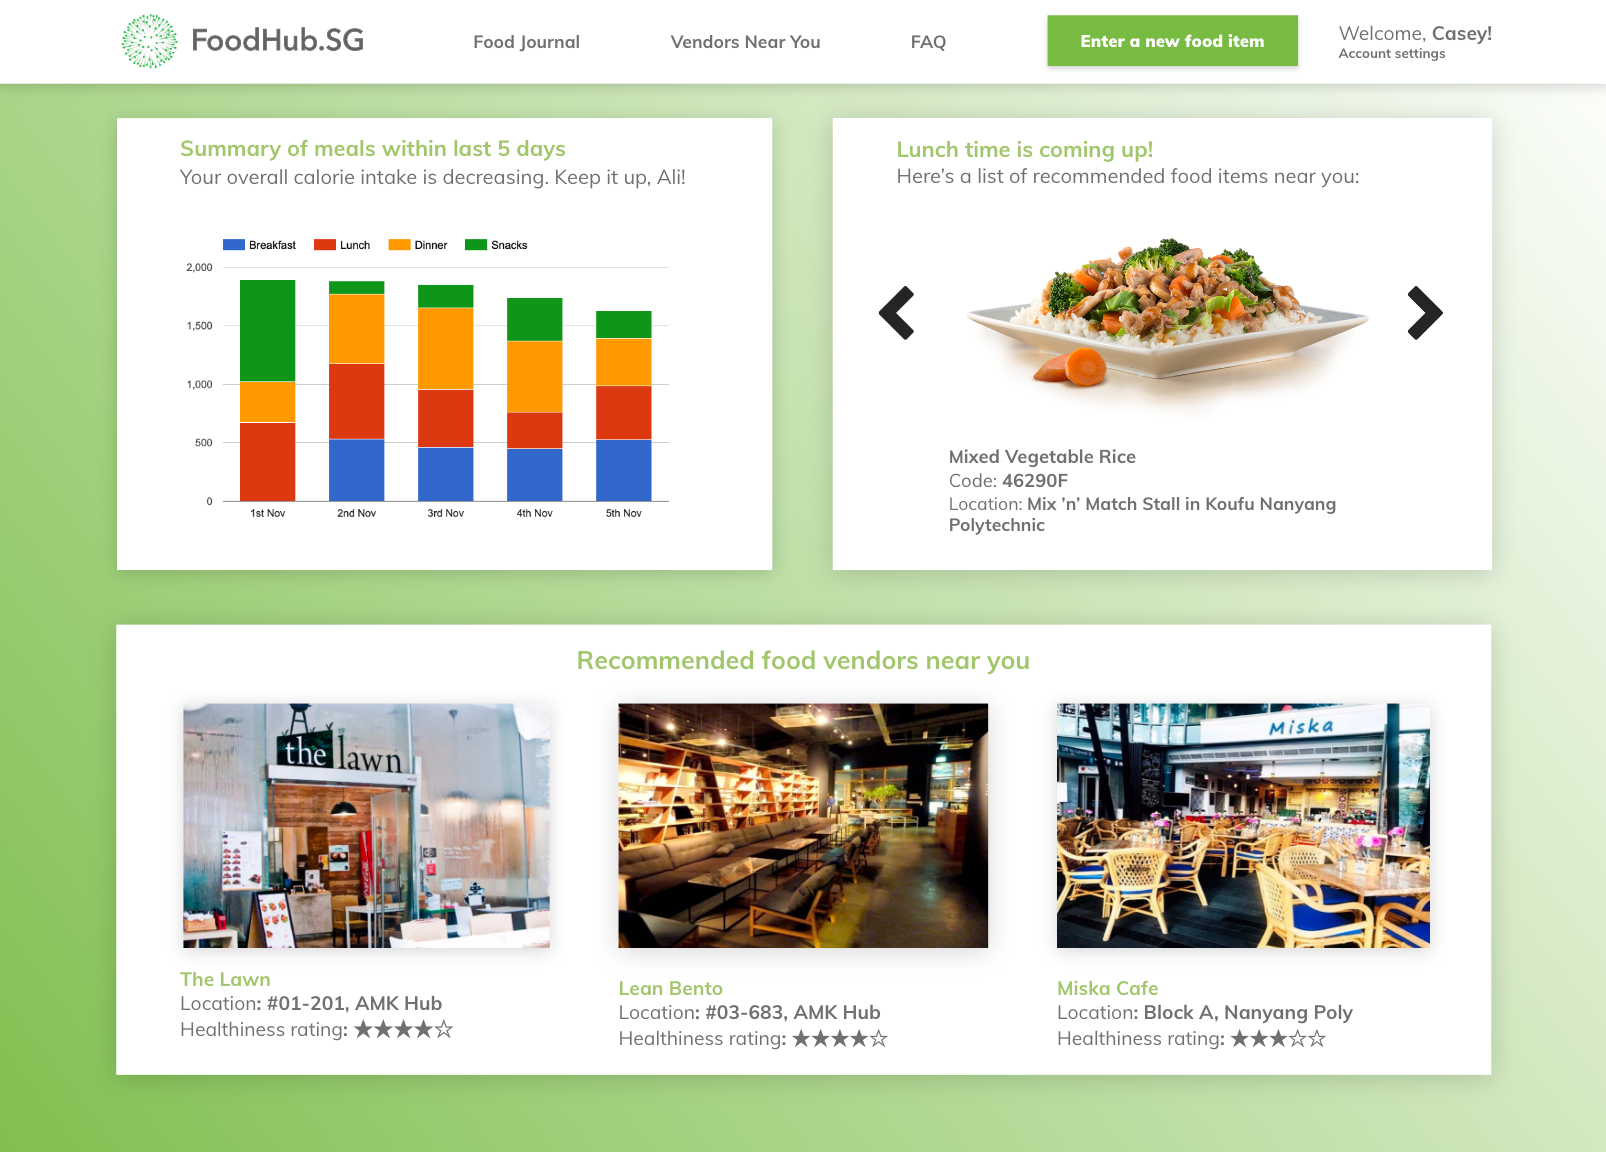 FoodHub.SG
Food Journal
Vendors Near You
FAQ
Enter a new food item
Welcome, Casey!
Account settings
Summary of meals within last 5 days
Your overall calorie intake is decreasing. Keep it up, Ali!
Breakfast
Lunch
Dinner
Snacks
2,000
1,500
1,000
500
0
1st Nov
2nd Nov
3rd Nov
4th Nov
5th Nov
Lunch time is coming up!
Here’s a list of recommended food items near you:
Mixed Vegetable Rice
Code: 46290F
Location: Mix ’n’ Match Stall in Koufu Nanyang
Polytechnic
Recommended food vendors near you
the lawn
Miska
The Lawn
Location: #01-201, AMK Hub
Healthiness rating: ★★★★☆
Lean Bento
Location: #03-683, AMK Hub
Healthiness rating: ★★★★☆
Miska Cafe
Location: Block A, Nanyang Poly
Healthiness rating: ★★★☆☆